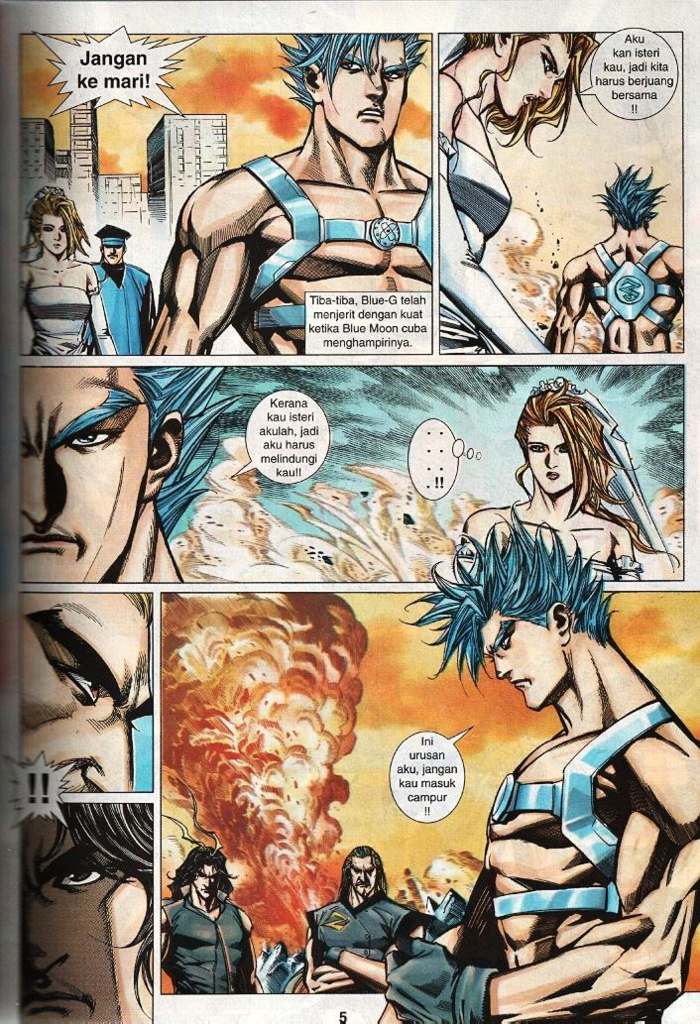 Jangan
ke mari!
Tiba-tiba, Blue-G telah
menjerit dengan kuat
ketika Blue Moon cuba
menghampirinya.
Aku
kan isteri
kau, jadi kita
harus berjuang
bersama
!!
Kerana
kau isteri
akulah, jadi
aku harus
melindungi
kau!!
. .
. .
. .
. !!
!!
Ini
urusan
aku, jangan
kau masuk
campur
!!
5